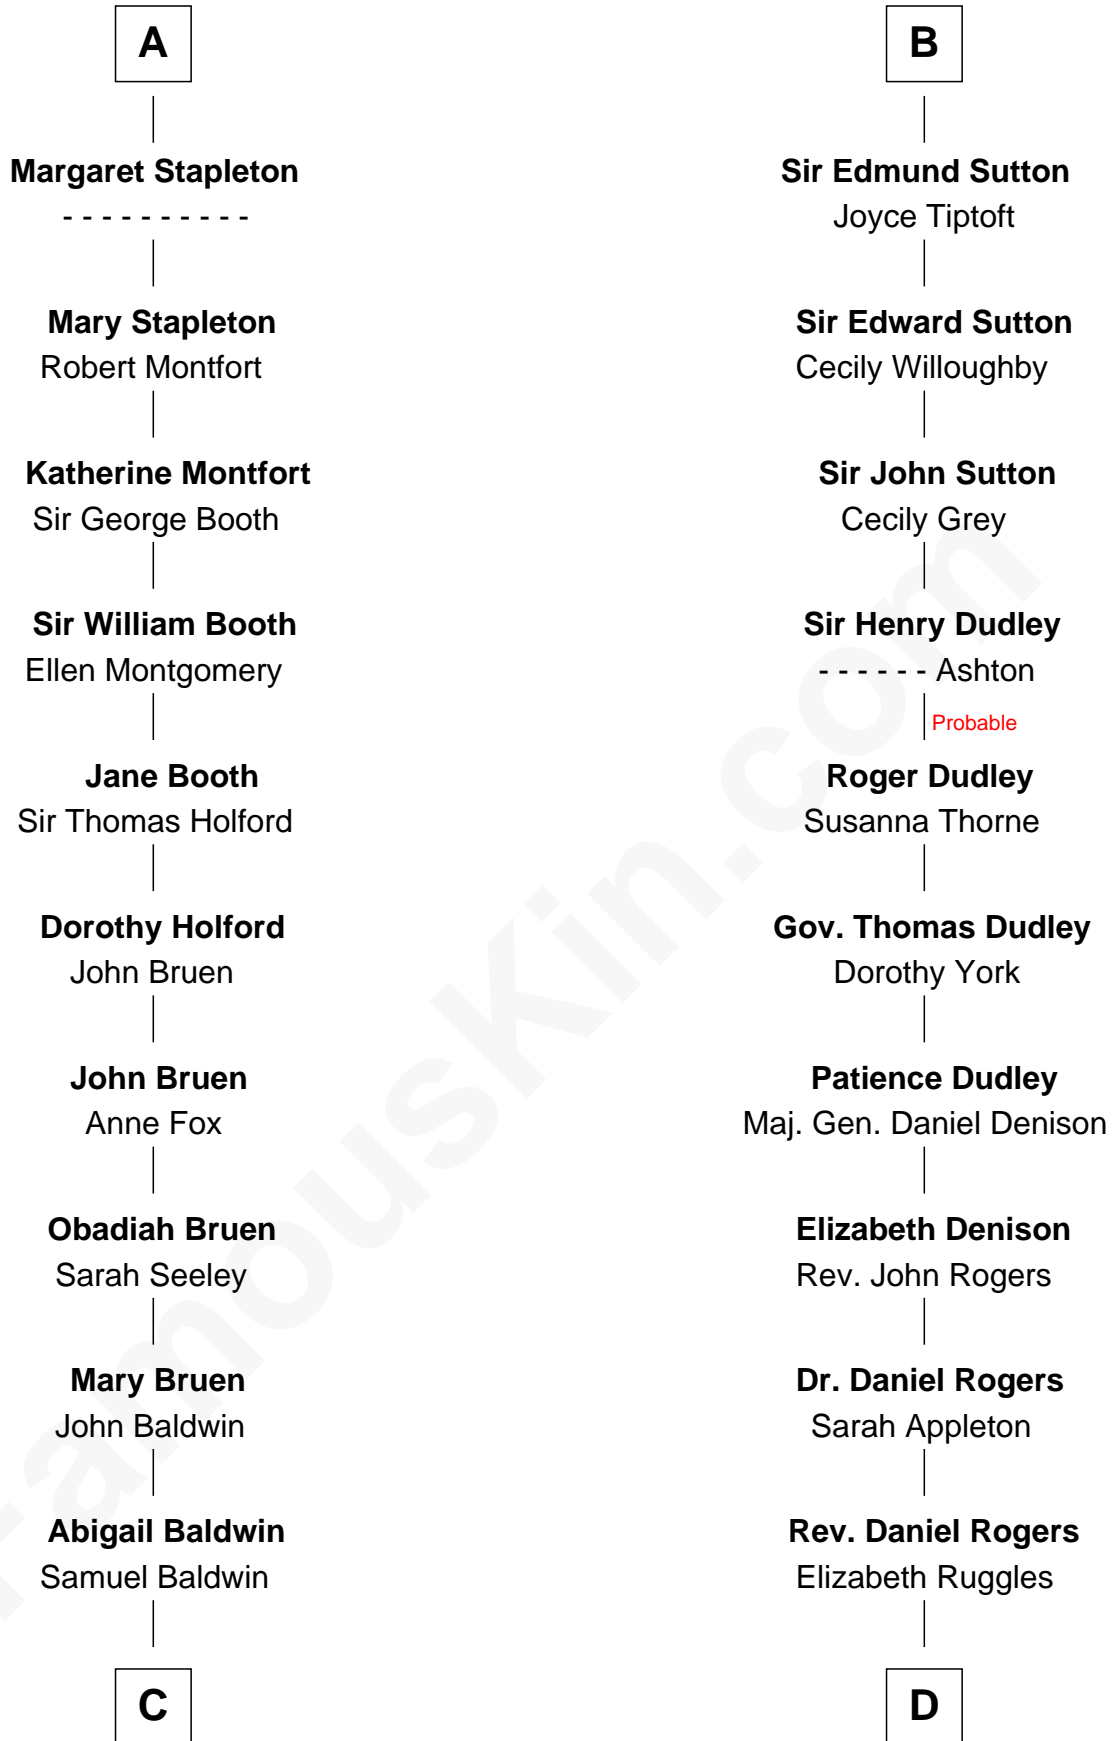 A
Margaret Stapleton
- - - - - - - - - -
Mary Stapleton
Robert Montfort
Katherine Montfort
Sir George Booth
Sir William Booth
Ellen Montgomery
Jane Booth
Sir Thomas Holford
Dorothy Holford
John Bruen
John Bruen
Anne Fox
Obadiah Bruen
Sarah Seeley
Mary Bruen
John Baldwin
Abigail Baldwin
Samuel Baldwin
C
B
Sir Edmund Sutton
Joyce Tiptoft
Sir Edward Sutton
Cecily Willoughby
Sir John Sutton
Cecily Grey
Sir Henry Dudley
- - - - - - Ashton
Probable
Roger Dudley
Susanna Thorne
Gov. Thomas Dudley
Dorothy York
Patience Dudley
Maj. Gen. Daniel Denison
Elizabeth Denison
Rev. John Rogers
Dr. Daniel Rogers
Sarah Appleton
Rev. Daniel Rogers
Elizabeth Ruggles
D
FamousKin.com